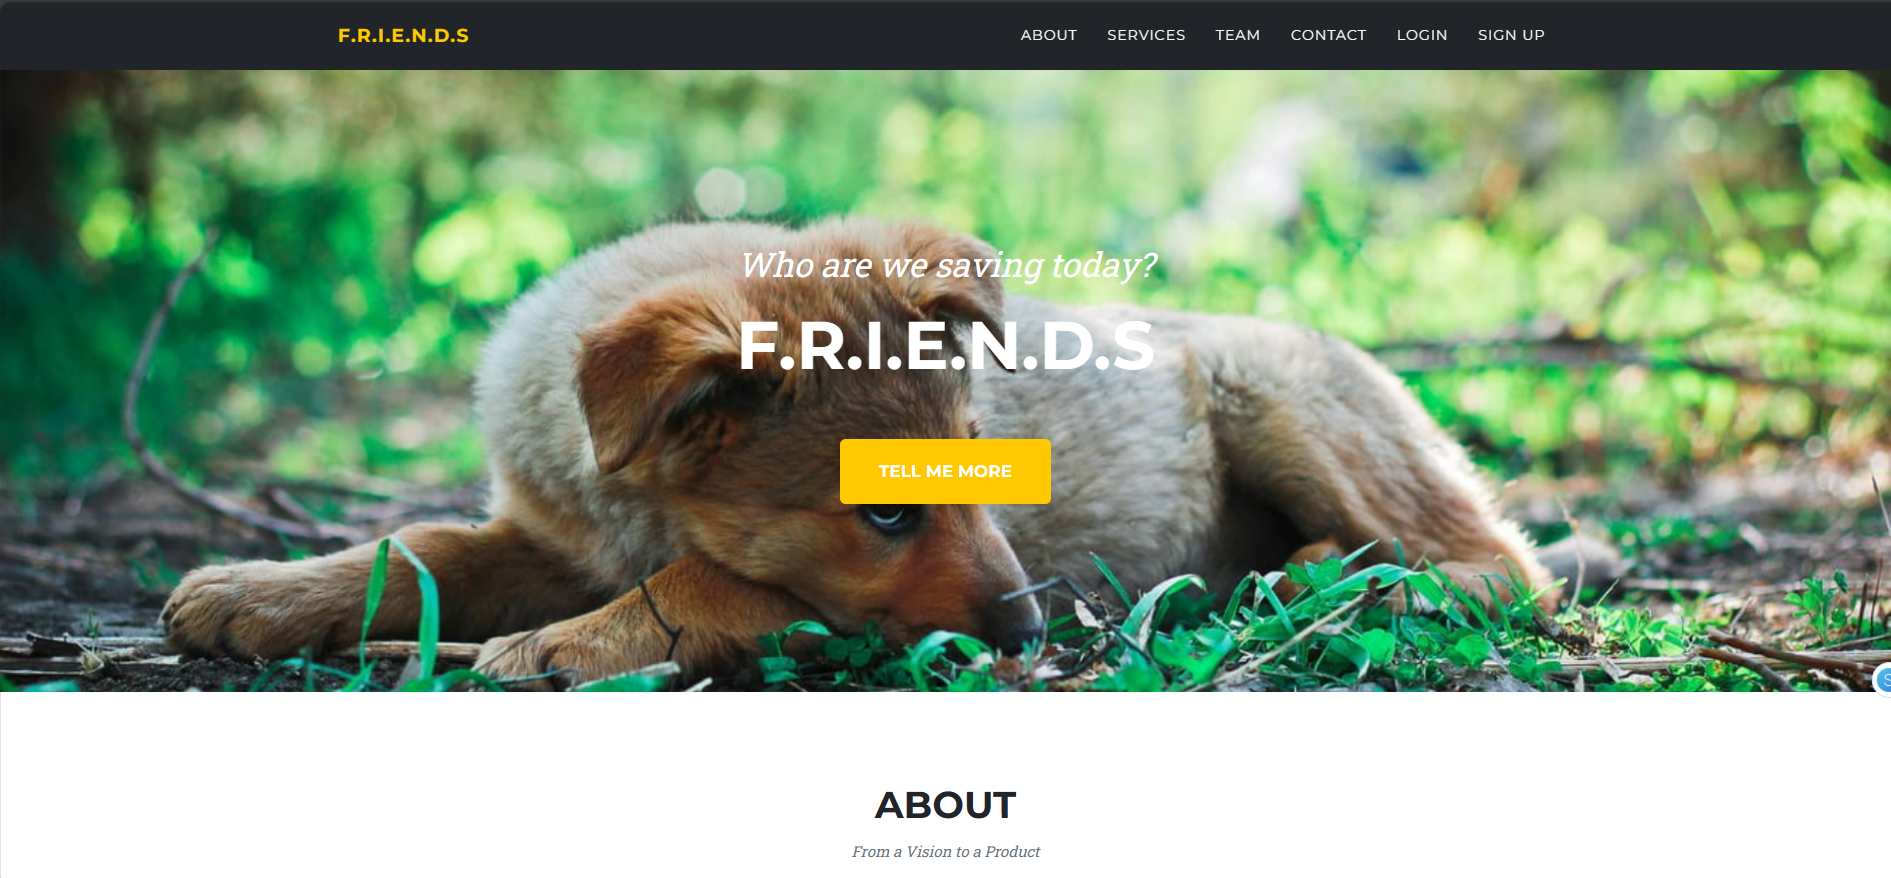 F.R.I.E.N.D.S
ABOUT SERVICES TEAM CONTACT LOGIN SIGN UP
Who are we saving today?
F.R.I.E.N.D.S
TELL ME MORE
ABOUT
From a Vision to a Product